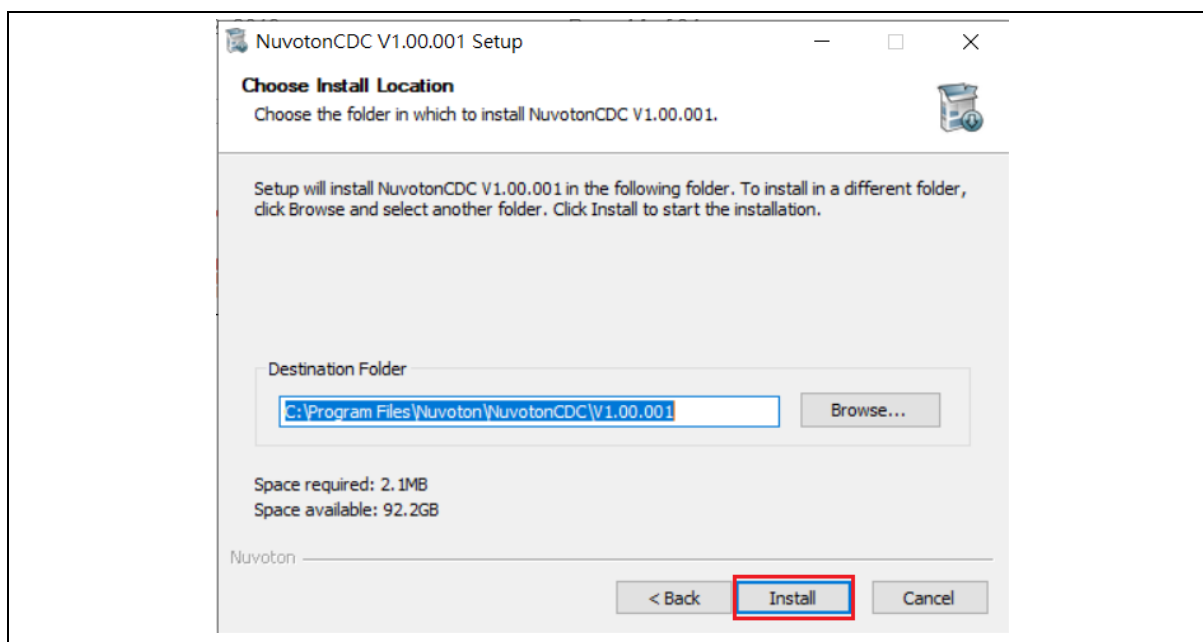 NuvotonCDC V1.00.001 Setup
Choose Install Location
Choose the folder in which to install NuvotonCDC V1.00.001.
Setup will install NuvotonCDC V1.00.001 in the following folder. To install in a different folder,
click Browse and select another folder. Click Install to start the installation.
Destination Folder
C:\Program Files\Nuvoton\NuvotonCDC\V1.00.001
Browse...
Space required: 2.1MB
Space available: 92.2GB
Nuvoton
< Back Install Cancel